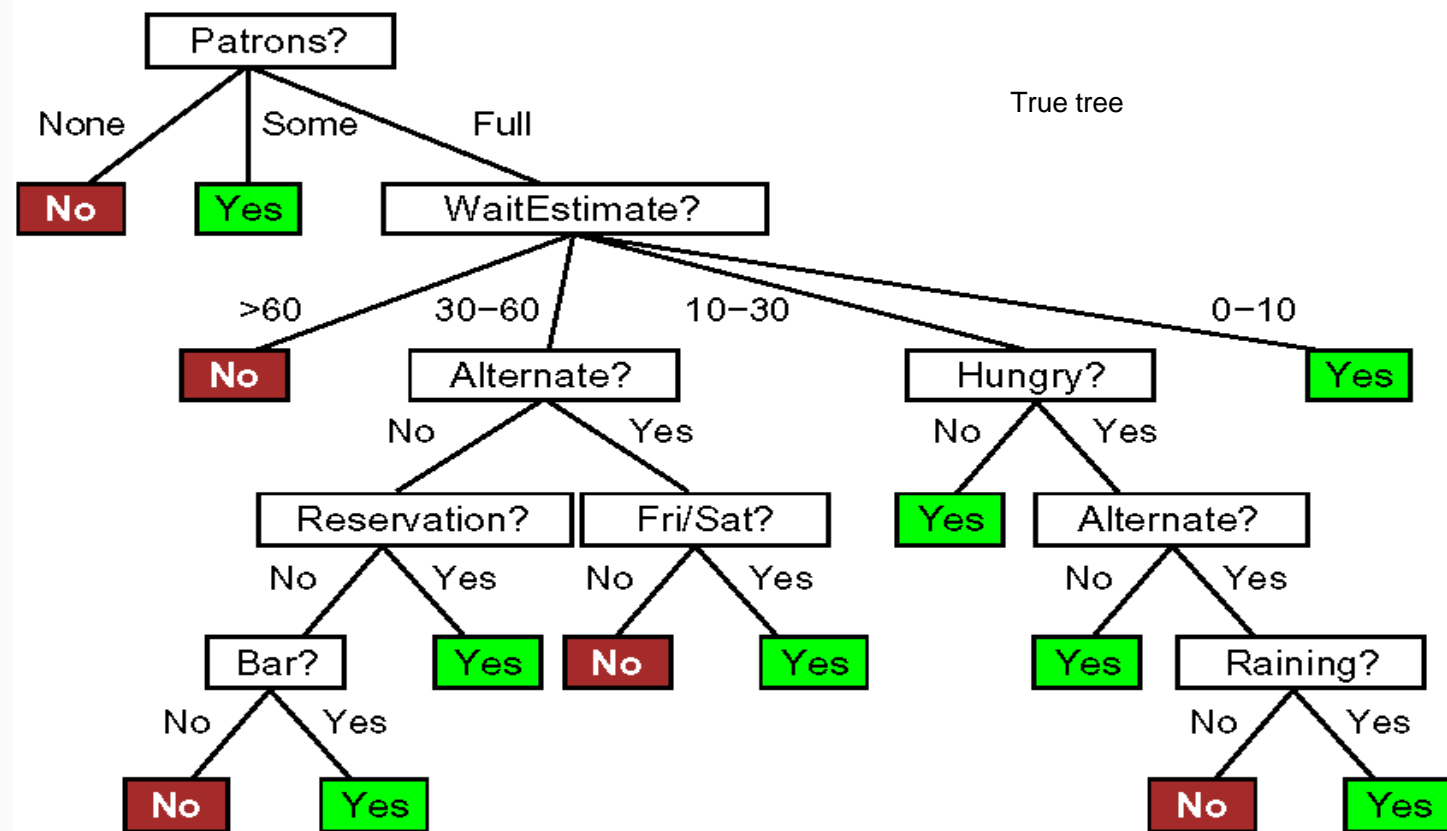 Patrons?
True tree
None Some Full
No Yes WaitEstimate?
>60 30−60 10−30 0−10
No Alternate? Hungry? Yes
No Yes No Yes
Reservation? Fri/Sat? Yes Alternate?
No Yes No Yes No Yes
Bar? Yes No Yes Yes Raining?
No Yes No Yes
No Yes No Yes